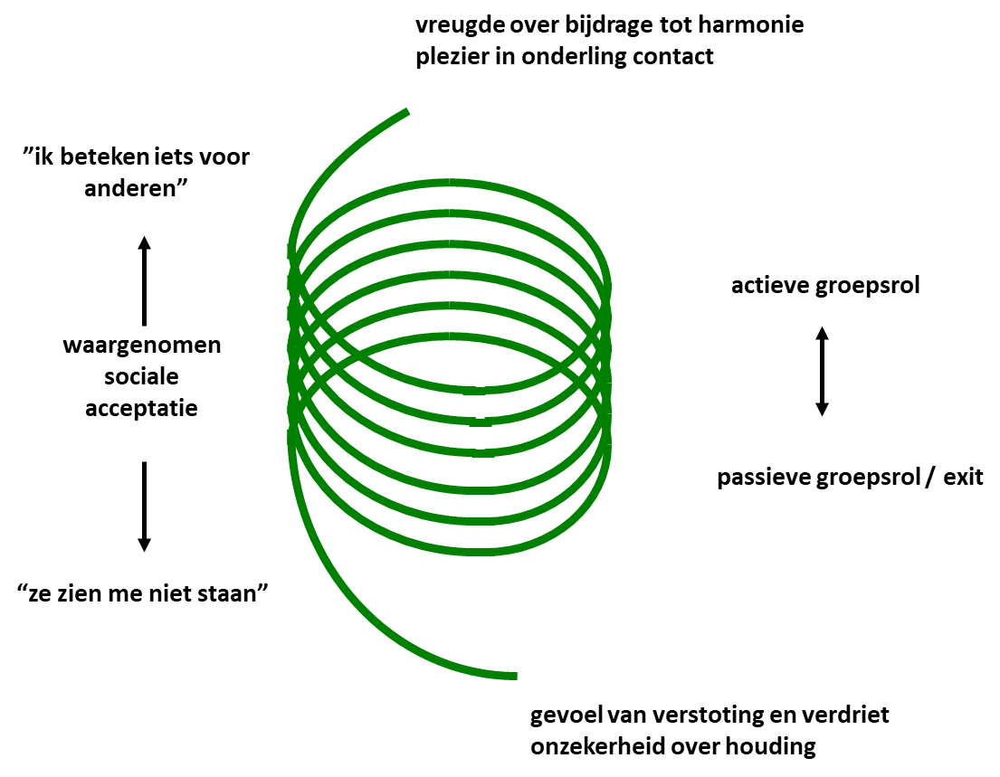 vreugde over bijdrage tot harmonie
plezier in onderling contact
”ik beteken iets voor
anderen”
actieve groepsrol
waargenomen
sociale
acceptatie
passieve groepsrol / exit
“ze zien me niet staan”
gevoel van verstoting en verdriet
onzekerheid over houding